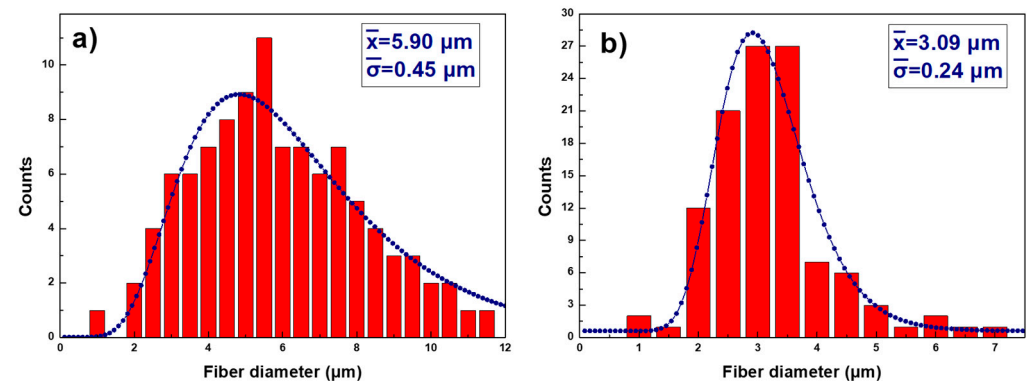 a)
x̄=5.90 µm
σ̄=0.45 µm
10
8
6
4
2
0
Counts
0 2 4 6 8 10 12
Fiber diameter (µm)
b)
x̄=3.09 µm
σ̄=0.24 µm
30
27
24
21
18
15
12
9
6
3
0
Counts
0 1 2 3 4 5 6 7
Fiber diameter (µm)